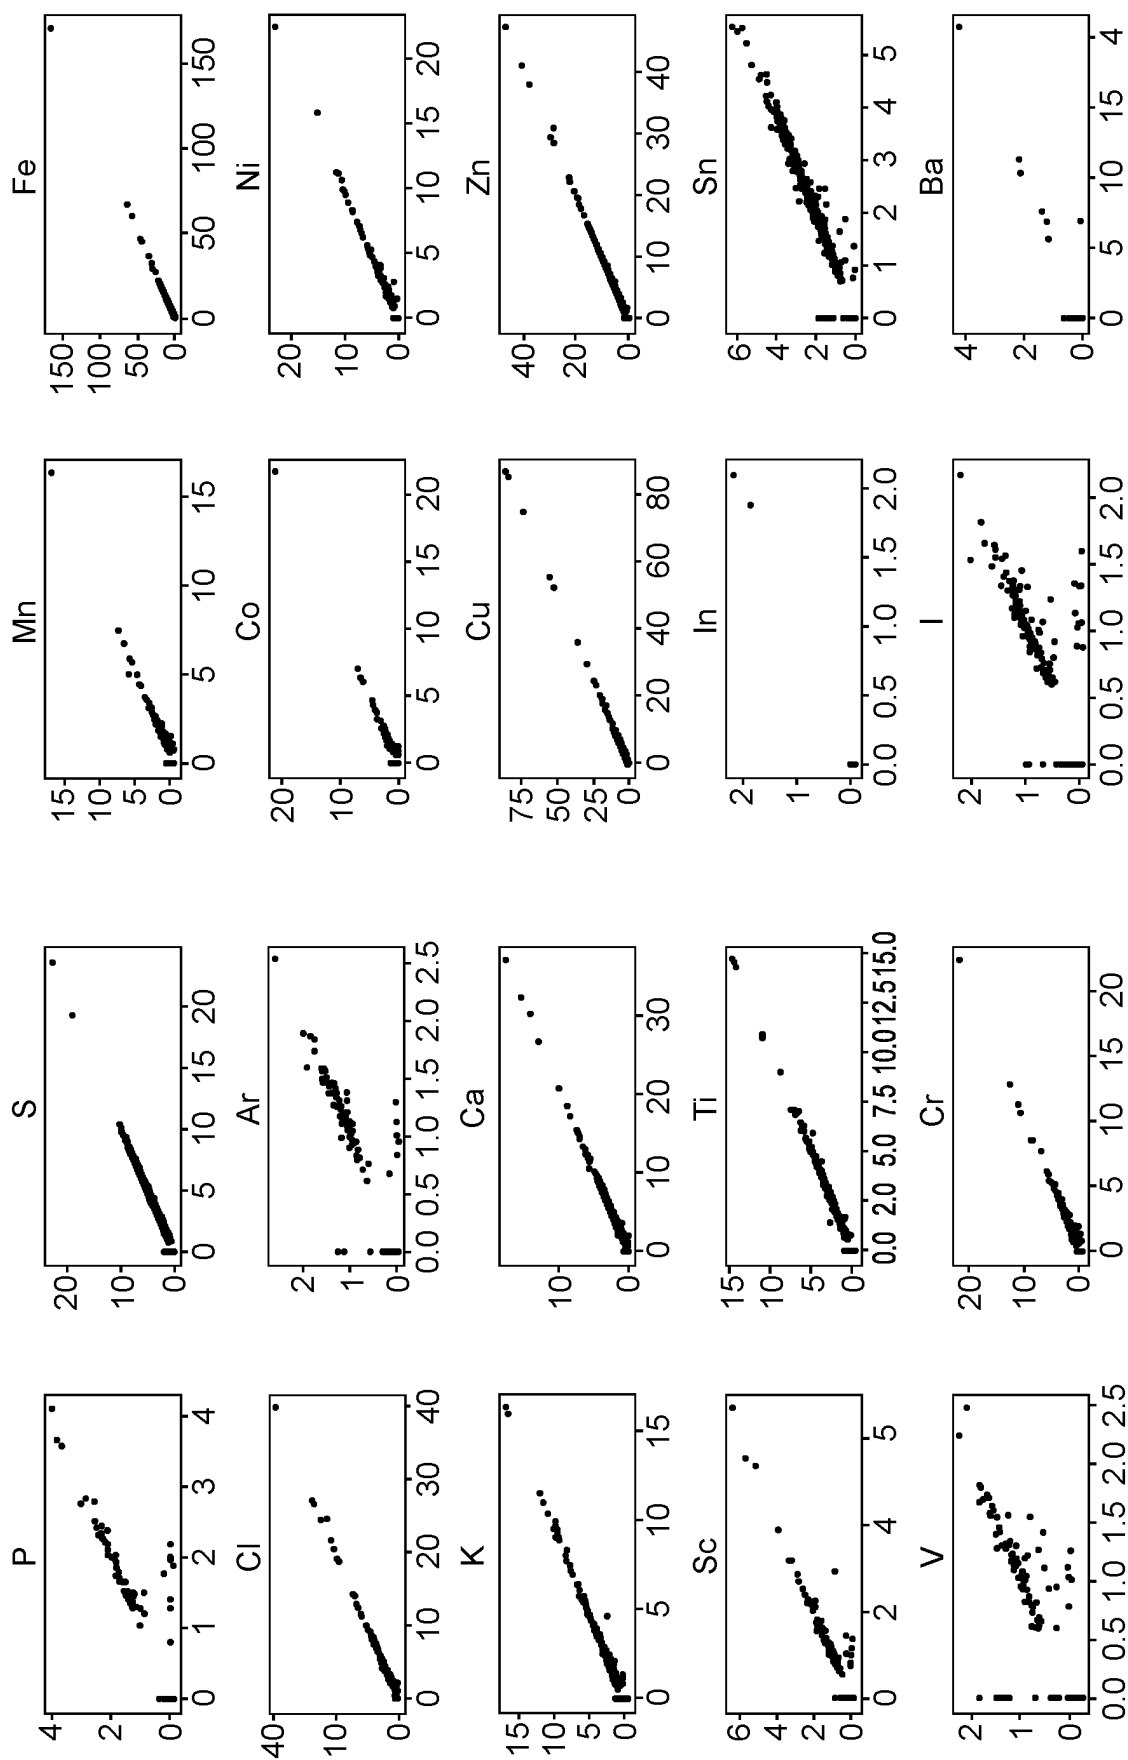 P
4
2
0
0 1 2 3 4
S
20
10
0
0 5 10 15 20
Mn
15
10
5
0
0 5 10 15
Fe
150
100
50
0
0 50 100 150
Cl
40
10
0
0 10 20 30 40
Ar
2
1
0
0.0 0.5 1.0 1.5 2.0 2.5
Co
20
10
0
0 5 10 15 20
Ni
20
10
0
0 5 10 15 20
K
15
10
5
0
0 5 10 15
Ca
10
0
0 10 20 30
Cu
75
50
25
0
0 20 40 60 80
Zn
40
20
0
0 10 20 30 40
Sc
6
4
2
0
0 2 4 5
Ti
15
10
5
0
0.0 2.0 5.0 7.5 10.0 12.5 15.0
In
2
1
0
0.0 0.5 1.0 1.5 2.0
Sn
6
4
2
0
0 1 2 3 4 5
V
2
1
0
0.0 0.5 1.0 1.5 2.0 2.5
Cr
20
10
0
0 5 10 15 20
I
2
1
0
0.0 0.5 1.0 1.5 2.0
Ba
4
2
0
0 5 10 15 4